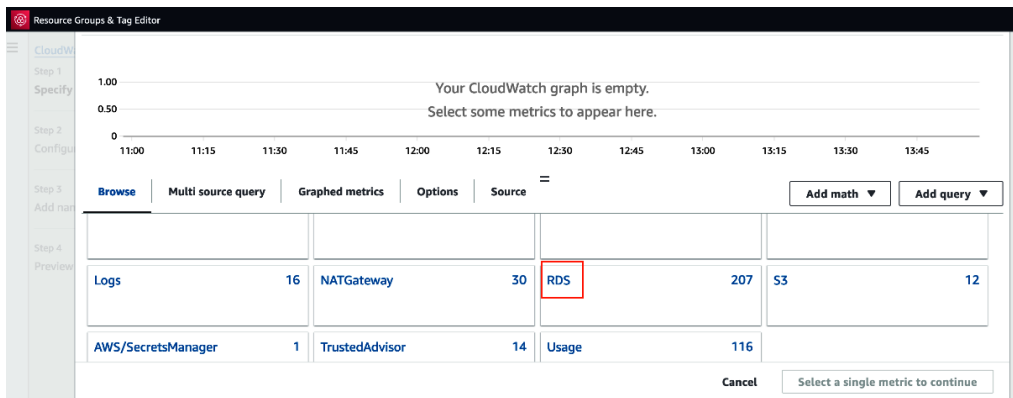 Resource Groups & Tag Editor
CloudW
Step 1
Specify
Step 2
Configu
Step 3
Add nan
Step 4
Preview
1.00
0.50
0
Your CloudWatch graph is empty.
Select some metrics to appear here.
11:00 11:15 11:30 11:45 12:00 12:15 12:30 12:45 13:00 13:15 13:30 13:45
Browse Multi source query Graphed metrics Options Source Add math Add query
Logs 16 NATGateway 30 RDS 207 S3 12
AWS/SecretsManager 1 TrustedAdvisor 14 Usage 116
Cancel Select a single metric to continue